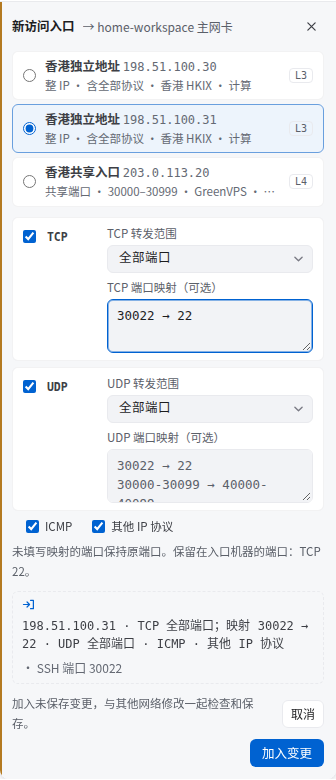 新访问入口 → home-workspace 主网卡 ×
香港独立地址 198.51.100.30 L3
整 IP · 含全部协议 · 香港 HKIX · 计算
香港独立地址 198.51.100.31 L3
整 IP · 含全部协议 · 香港 HKIX · 计算
香港共享入口 203.0.113.20 L4
共享端口 · 30000–30999 · GreenVPS · ···
TCP TCP 转发范围
全部端口
TCP 端口映射（可选）
30022 → 22
UDP UDP 转发范围
全部端口
UDP 端口映射（可选）
30022 → 22
30000-30099 → 40000-
40099
ICMP 其他 IP 协议
未填写映射的端口保持原端口。保留在入口机器的端口：TCP
22。
198.51.100.31 · TCP 全部端口；映射 30022 →
22 · UDP 全部端口 · ICMP · 其他 IP 协议
· SSH 端口 30022
加入未保存变更，与其他网络修改一起检查和保
存。
取消
加入变更